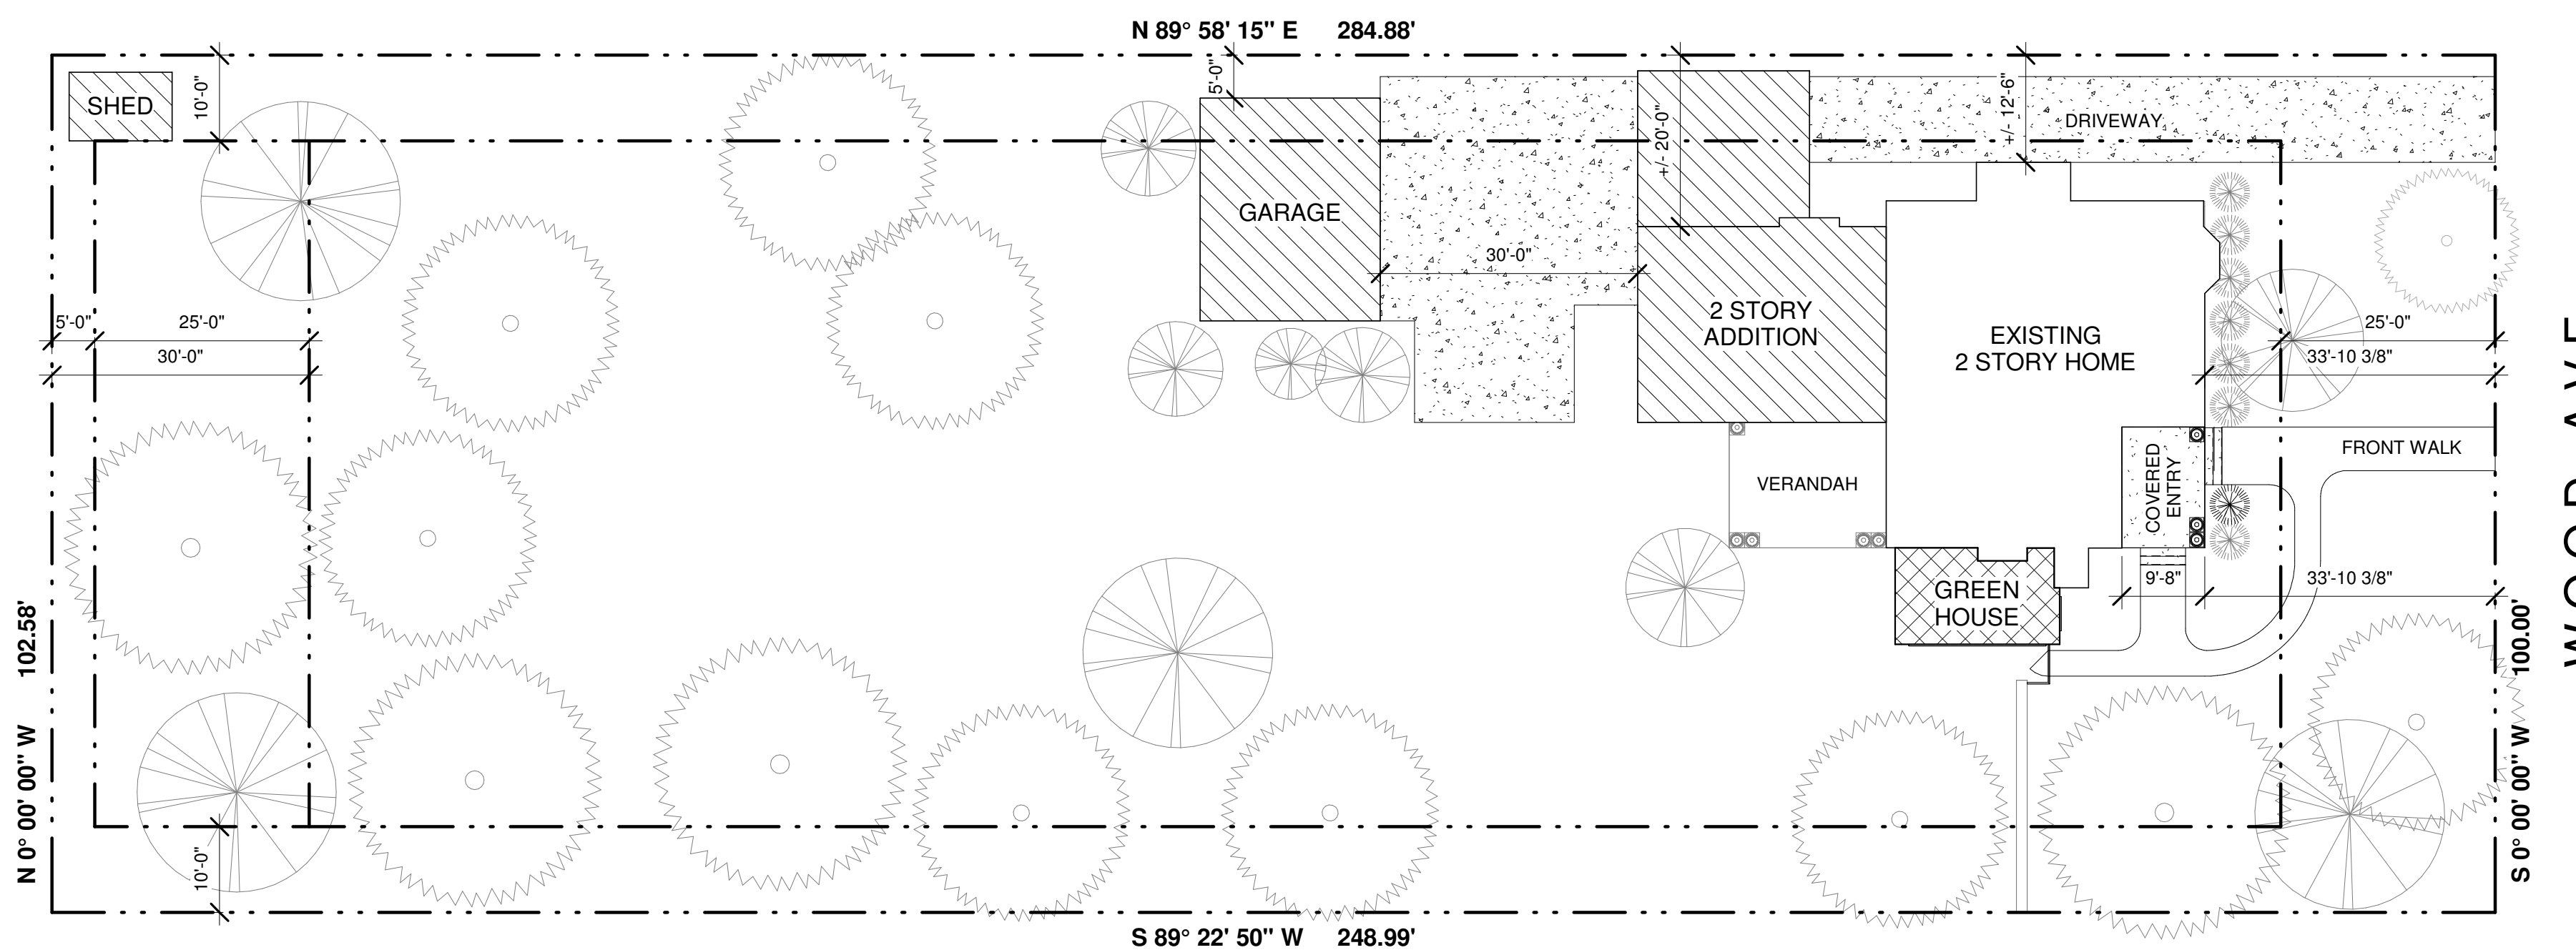 N 89° 58' 15" E 284.88'
SHED
10'-0"
5'-0"
+/- 20'-0"
+/- 12'-6"
DRIVEWAY
GARAGE
30'-0"
2 STORY
ADDITION
EXISTING
2 STORY HOME
5'-0"
25'-0"
30'-0"
25'-0"
33'-10 3/8"
FRONT WALK
VERANDAH
COVERED
ENTRY
GREEN
HOUSE
9'-8"
33'-10 3/8"
N 0° 00' 00" W 102.58'
S 0° 00' 00" W 100.00'
10'-0"
S 89° 22' 50" W 248.99'